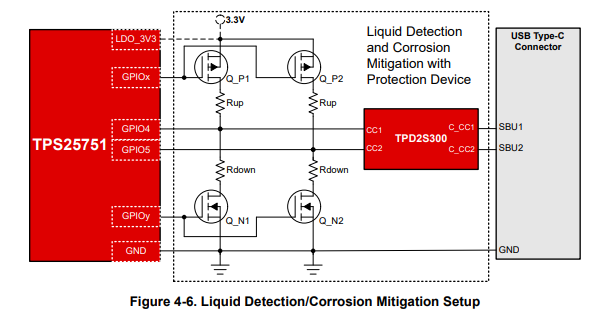 3.3V
LDO_3V3
Liquid Detection
and Corrosion
Mitigation with
Protection Device
USB Type-C
Connector
GPIOx
Q_P1
Q_P2
Rup
Rup
TPS25751
GPIO4
GPIO5
CC1
CC2
TPD2S300
C_CC1
C_CC2
SBU1
SBU2
Rdown
Rdown
GPIOy
Q_N1
Q_N2
GND
GND
Figure 4-6. Liquid Detection/Corrosion Mitigation Setup